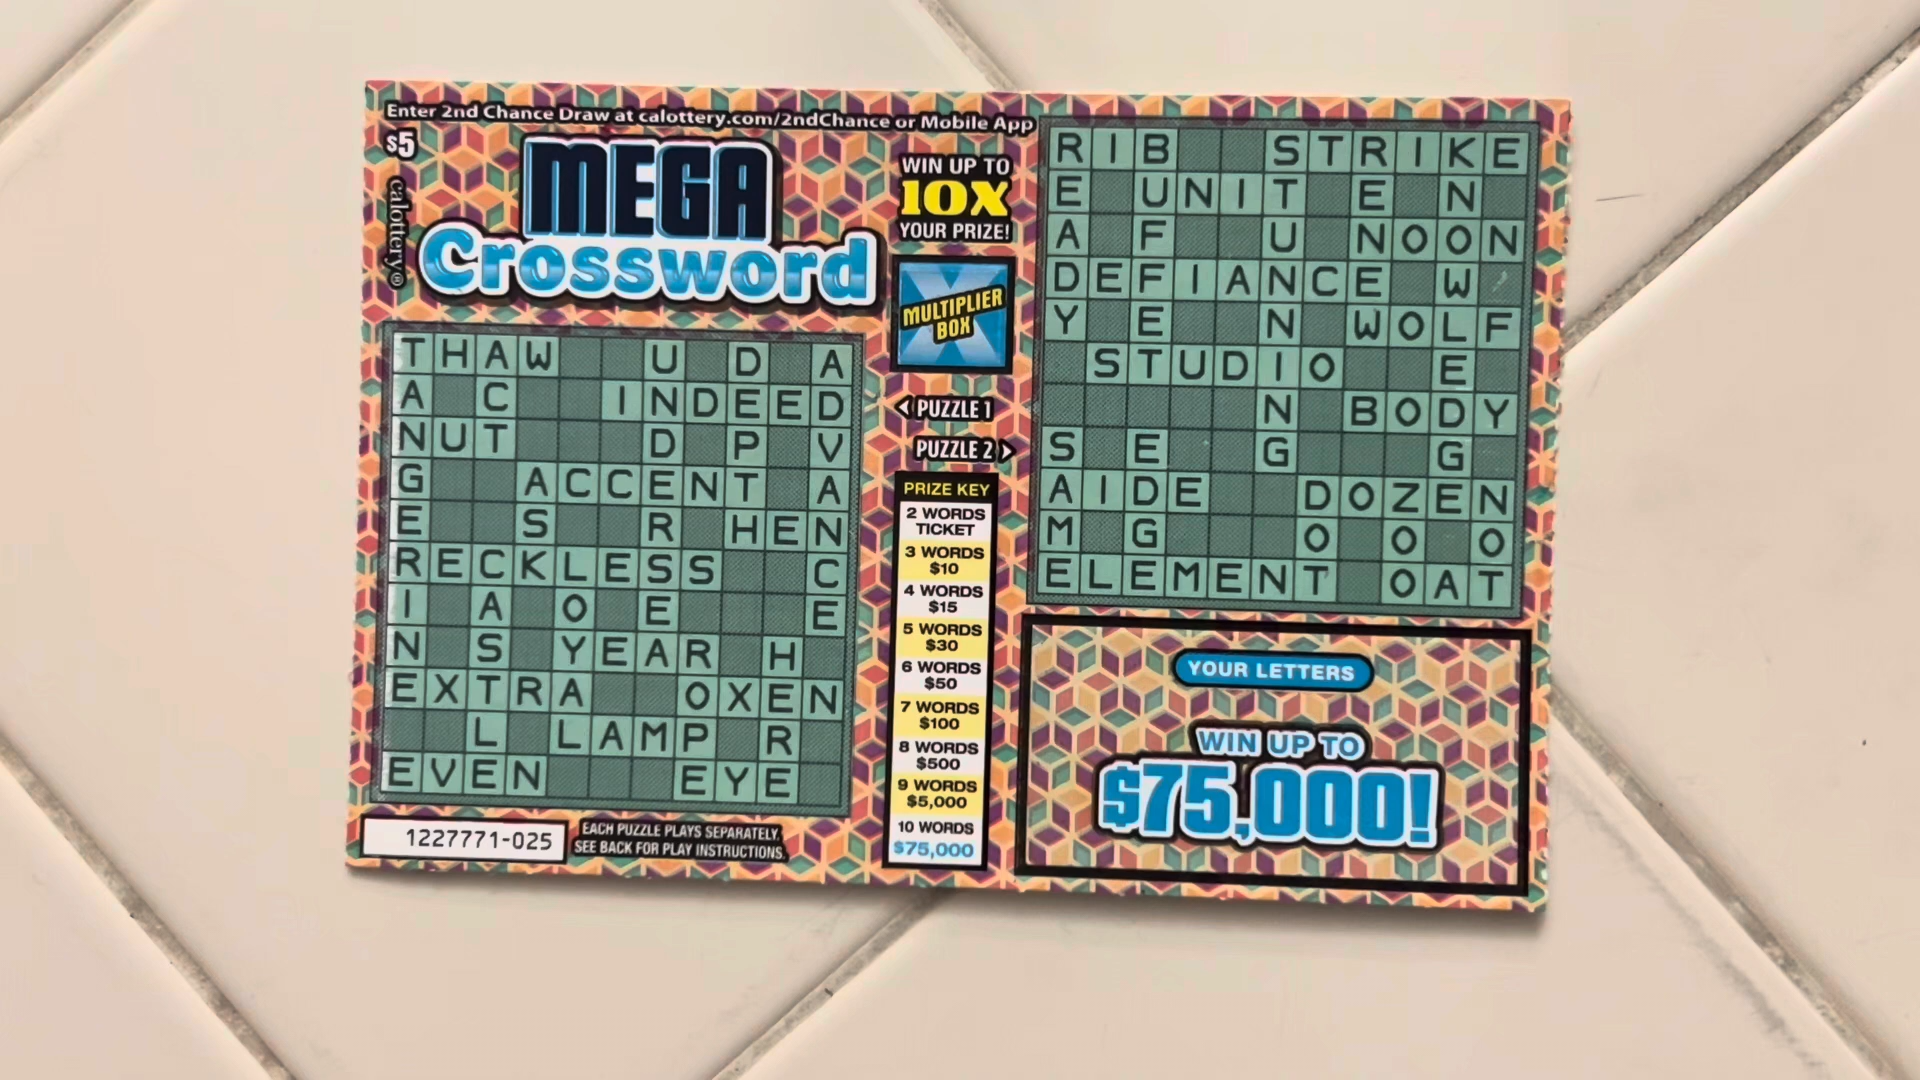 Enter 2nd Chance Draw at calottery.com/2ndChance or Mobile App
$5
calottery®
MEGA
Crossword
WIN UP TO
10X
YOUR PRIZE!
MULTIPLIER
BOX
PUZZLE 1
PUZZLE 2
THAW U D A
A C INDEED
NUT D P V
G ACCENT A
E S R HEN
RECKLESS C
I A O E E
N S YEAR H
EXTRA OXEN
L LAMP R
EVEN EYE
1227771-025
EACH PUZZLE PLAYS SEPARATELY.
SEE BACK FOR PLAY INSTRUCTIONS.
PRIZE KEY
2 WORDS
TICKET
3 WORDS
$10
4 WORDS
$15
5 WORDS
$30
6 WORDS
$50
7 WORDS
$100
8 WORDS
$500
9 WORDS
$5,000
10 WORDS
$75,000
RIB STRIKE
E UNIT E N
A F U NOON
DEFIANCE W
Y E N WOLF
STUDIO E
N BODY
S E G G
AIDE DOZEN
M G O O O
ELEMENT OAT
YOUR LETTERS
WIN UP TO
$75,000!